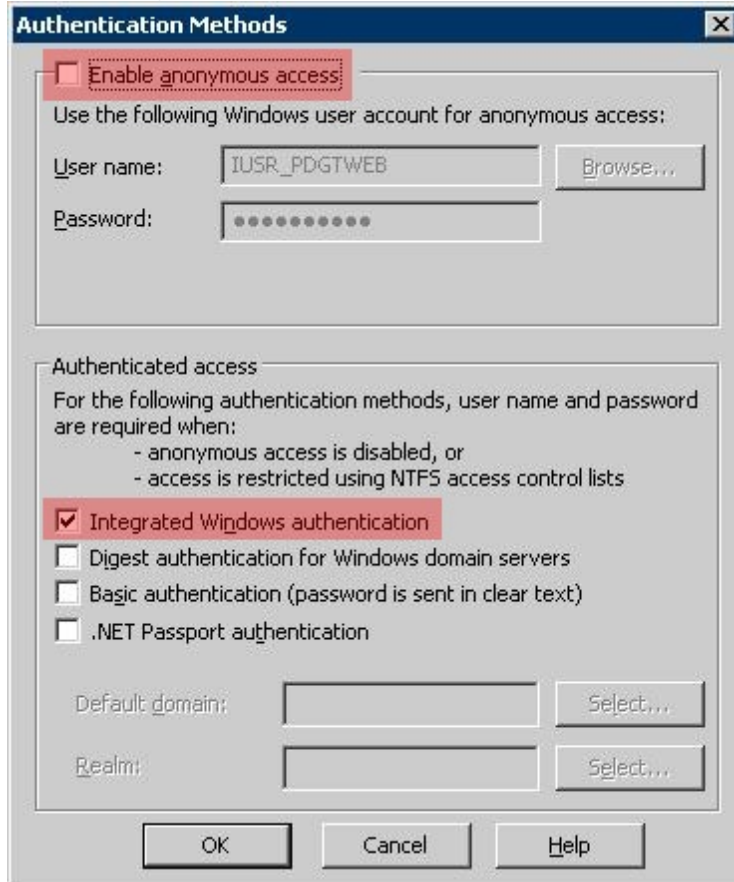 Authentication Methods
Enable anonymous access
Use the following Windows user account for anonymous access:
User name: IUSR_PDGTWEB Browse...
Password: ●●●●●●●●●●
Authenticated access
For the following authentication methods, user name and password
are required when:
- anonymous access is disabled, or
- access is restricted using NTFS access control lists
Integrated Windows authentication
Digest authentication for Windows domain servers
Basic authentication (password is sent in clear text)
.NET Passport authentication
Default domain: Select...
Realm: Select...
OK Cancel Help